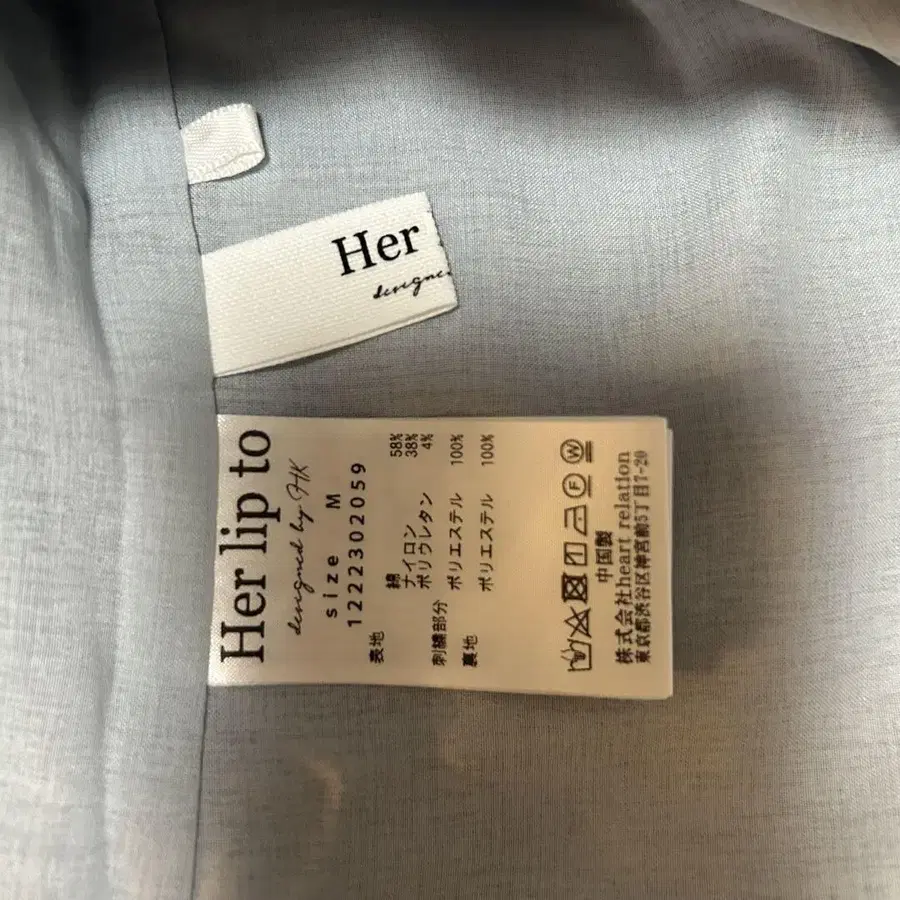 Her
designe
Her lip to
designed by HK
size M
1222302059
表地 綿 58%
ナイロン 38%
ポリウレタン 4%
刺繍部分 ポリエステル 100%
裏地 ポリエステル 100%
F W
中国製
株式会社heart relation
東京都渋谷区神宮前5丁目7-20